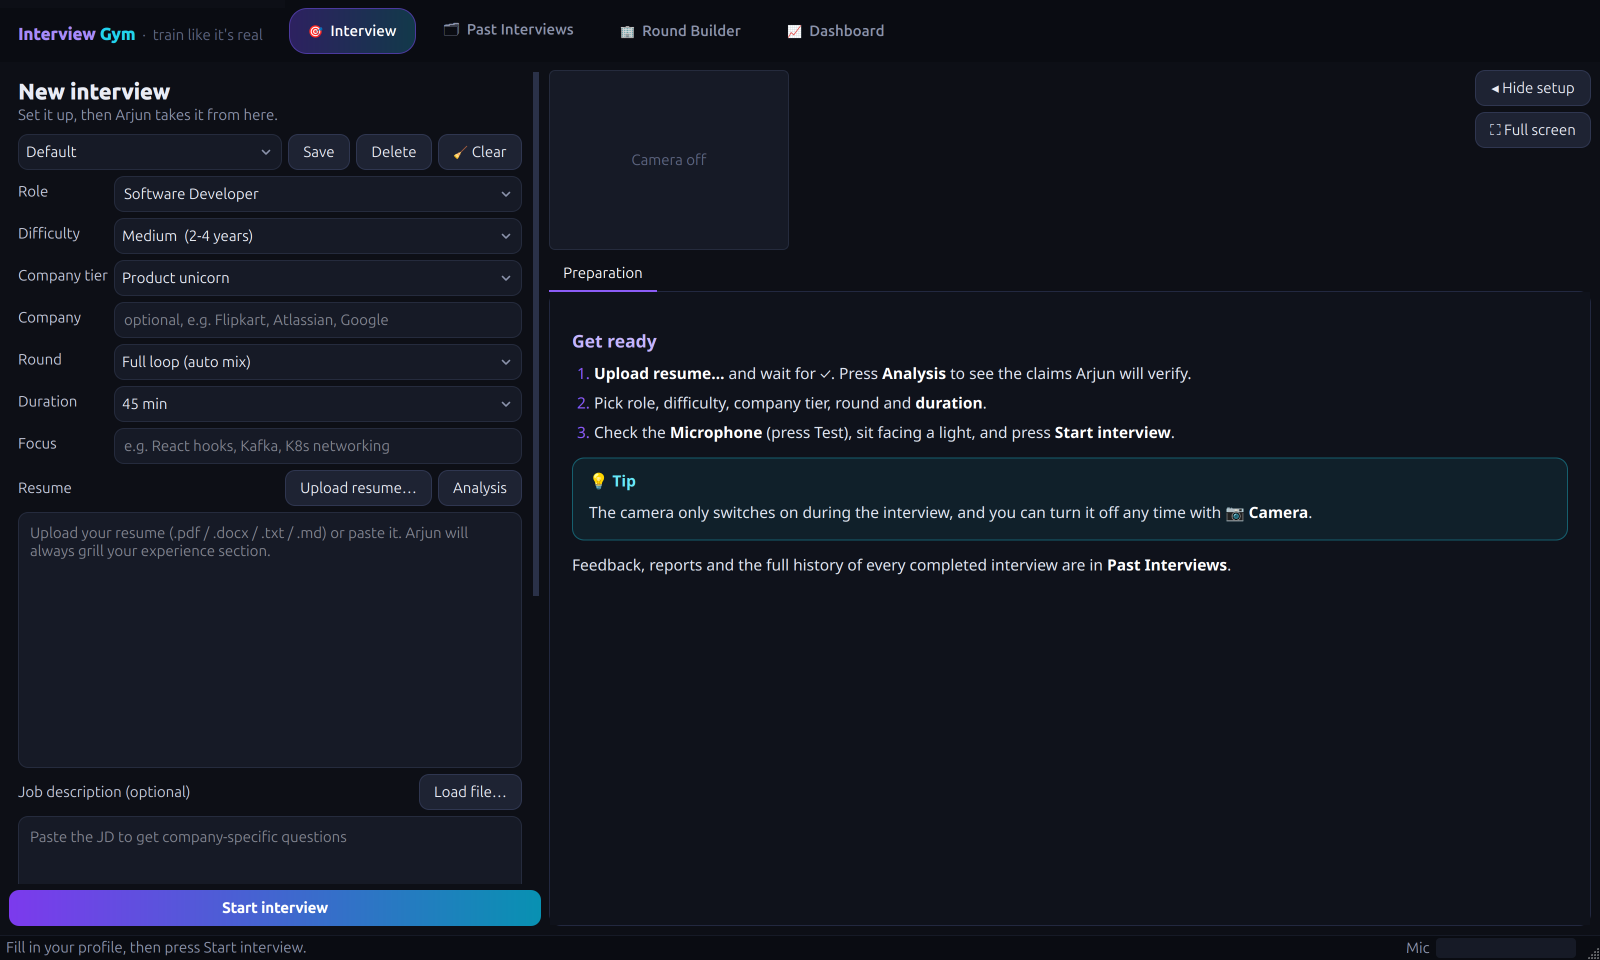 Interview Gym · train like it's real
🎯 Interview
Past Interviews
Round Builder
Dashboard
New interview
Set it up, then Arjun takes it from here.
Default
Save
Delete
Clear
Role
Software Developer
Difficulty
Medium (2-4 years)
Company tier
Product unicorn
Company
optional, e.g. Flipkart, Atlassian, Google
Round
Full loop (auto mix)
Duration
45 min
Focus
e.g. React hooks, Kafka, K8s networking
Resume
Upload resume…
Analysis
Upload your resume (.pdf / .docx / .txt / .md) or paste it. Arjun will
always grill your experience section.
Job description (optional)
Load file…
Paste the JD to get company-specific questions
Start interview
Camera off
◂ Hide setup
⛶ Full screen
Preparation
Get ready
1. Upload resume… and wait for ✓. Press Analysis to see the claims Arjun will verify.
2. Pick role, difficulty, company tier, round and duration.
3. Check the Microphone (press Test), sit facing a light, and press Start interview.
💡 Tip
The camera only switches on during the interview, and you can turn it off any time with 📷 Camera.
Feedback, reports and the full history of every completed interview are in Past Interviews.
Fill in your profile, then press Start interview.
Mic